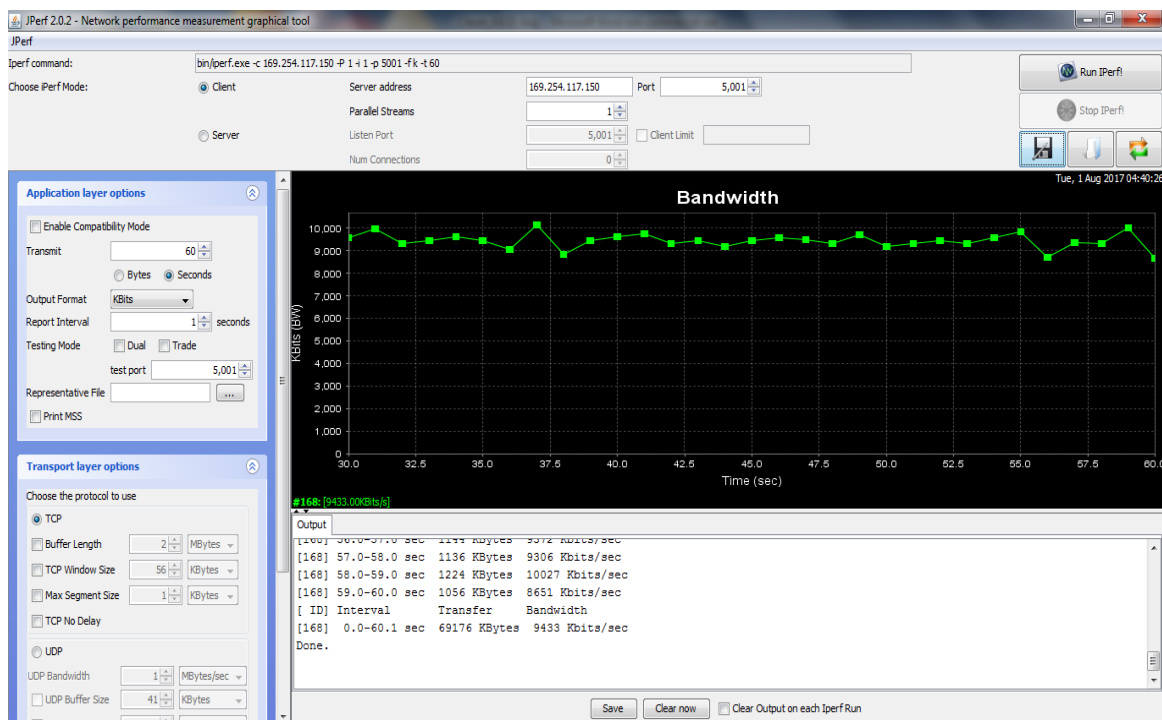 JPerf 2.0.2 - Network performance measurement graphical tool
JPerf
Iperf command:
bin/iperf.exe -c 169.254.117.150 -P 1 -i 1 -p 5001 -f k -t 60
Choose iPerf Mode:
Client
Server address
169.254.117.150
Port
5,001
Parallel Streams
1
Server
Listen Port
5,001
Client Limit
Num Connections
0
Run IPerf!
Stop IPerf!
Application layer options
Enable Compatibility Mode
Transmit
60
Bytes
Seconds
Output Format
KBits
Report Interval
1
seconds
Testing Mode
Dual
Trade
test port
5,001
Representative File
...
Print MSS
Transport layer options
Choose the protocol to use
TCP
Buffer Length
2
MBytes
TCP Window Size
56
KBytes
Max Segment Size
1
KBytes
TCP No Delay
UDP
UDP Bandwidth
1
MBytes/sec
UDP Buffer Size
41
KBytes
Tue, 1 Aug 2017 04:40:26
Bandwidth
10,000
9,000
8,000
7,000
6,000
5,000
4,000
3,000
2,000
1,000
0
KBits (BW)
30.0 32.5 35.0 37.5 40.0 42.5 45.0 47.5 50.0 52.5 55.0 57.5 60.0
Time (sec)
#168: [9433.00KBits/s]
Output
[168] 56.0-57.0 sec 1144 KBytes 9372 Kbits/sec
[168] 57.0-58.0 sec 1136 KBytes 9306 Kbits/sec
[168] 58.0-59.0 sec 1224 KBytes 10027 Kbits/sec
[168] 59.0-60.0 sec 1056 KBytes 8651 Kbits/sec
[ ID] Interval Transfer Bandwidth
[168] 0.0-60.1 sec 69176 KBytes 9433 Kbits/sec
Done.
Save
Clear now
Clear Output on each Iperf Run